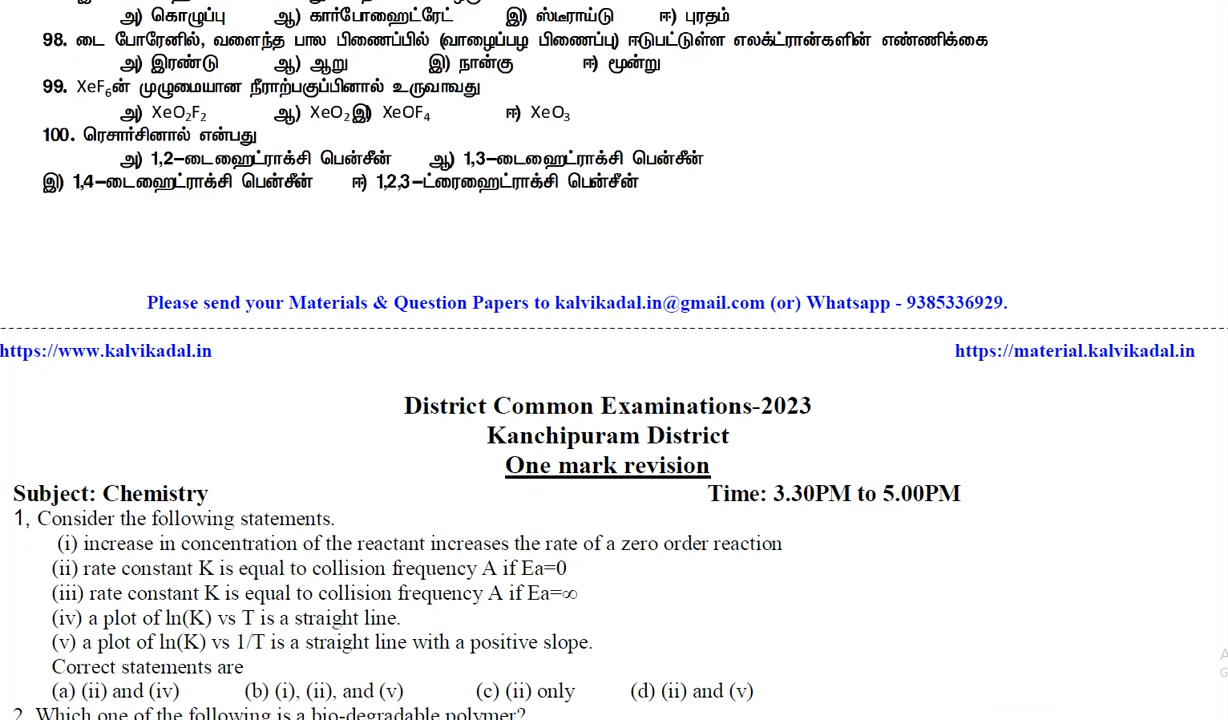 அ) கொழுப்பு ஆ) கார்போஹைட்ரேட் இ) ஸ்டீராய்டு ஈ) புரதம்
98. டை போரேனில், வளைந்த பால பிணைப்பில் (வாழைப்பழ பிணைப்பு) ஈடுபட்டுள்ள எலக்ட்ரான்களின் எண்ணிக்கை
அ) இரண்டு ஆ) ஆறு இ) நான்கு ஈ) மூன்று
99. XeF₆ன் முழுமையான நீராற்பகுப்பினால் உருவாவது
அ) XeO₂F₂ ஆ) XeO₂ இ) XeOF₄ ஈ) XeO₃
100. ரெசார்சினால் என்பது
அ) 1,2–டைஹைட்ராக்சி பென்சீன் ஆ) 1,3–டைஹைட்ராக்சி பென்சீன்
இ) 1,4–டைஹைட்ராக்சி பென்சீன் ஈ) 1,2,3–ட்ரைஹைட்ராக்சி பென்சீன்
Please send your Materials & Question Papers to kalvikadal.in@gmail.com (or) Whatsapp - 9385336929.
https://www.kalvikadal.in https://material.kalvikadal.in
District Common Examinations-2023
Kanchipuram District
One mark revision
Subject: Chemistry Time: 3.30PM to 5.00PM
1, Consider the following statements.
(i) increase in concentration of the reactant increases the rate of a zero order reaction
(ii) rate constant K is equal to collision frequency A if Ea=0
(iii) rate constant K is equal to collision frequency A if Ea=∞
(iv) a plot of ln(K) vs T is a straight line.
(v) a plot of ln(K) vs 1/T is a straight line with a positive slope.
Correct statements are
(a) (ii) and (iv) (b) (i), (ii), and (v) (c) (ii) only (d) (ii) and (v)
2. Which one of the following is a bio-degradable polymer?